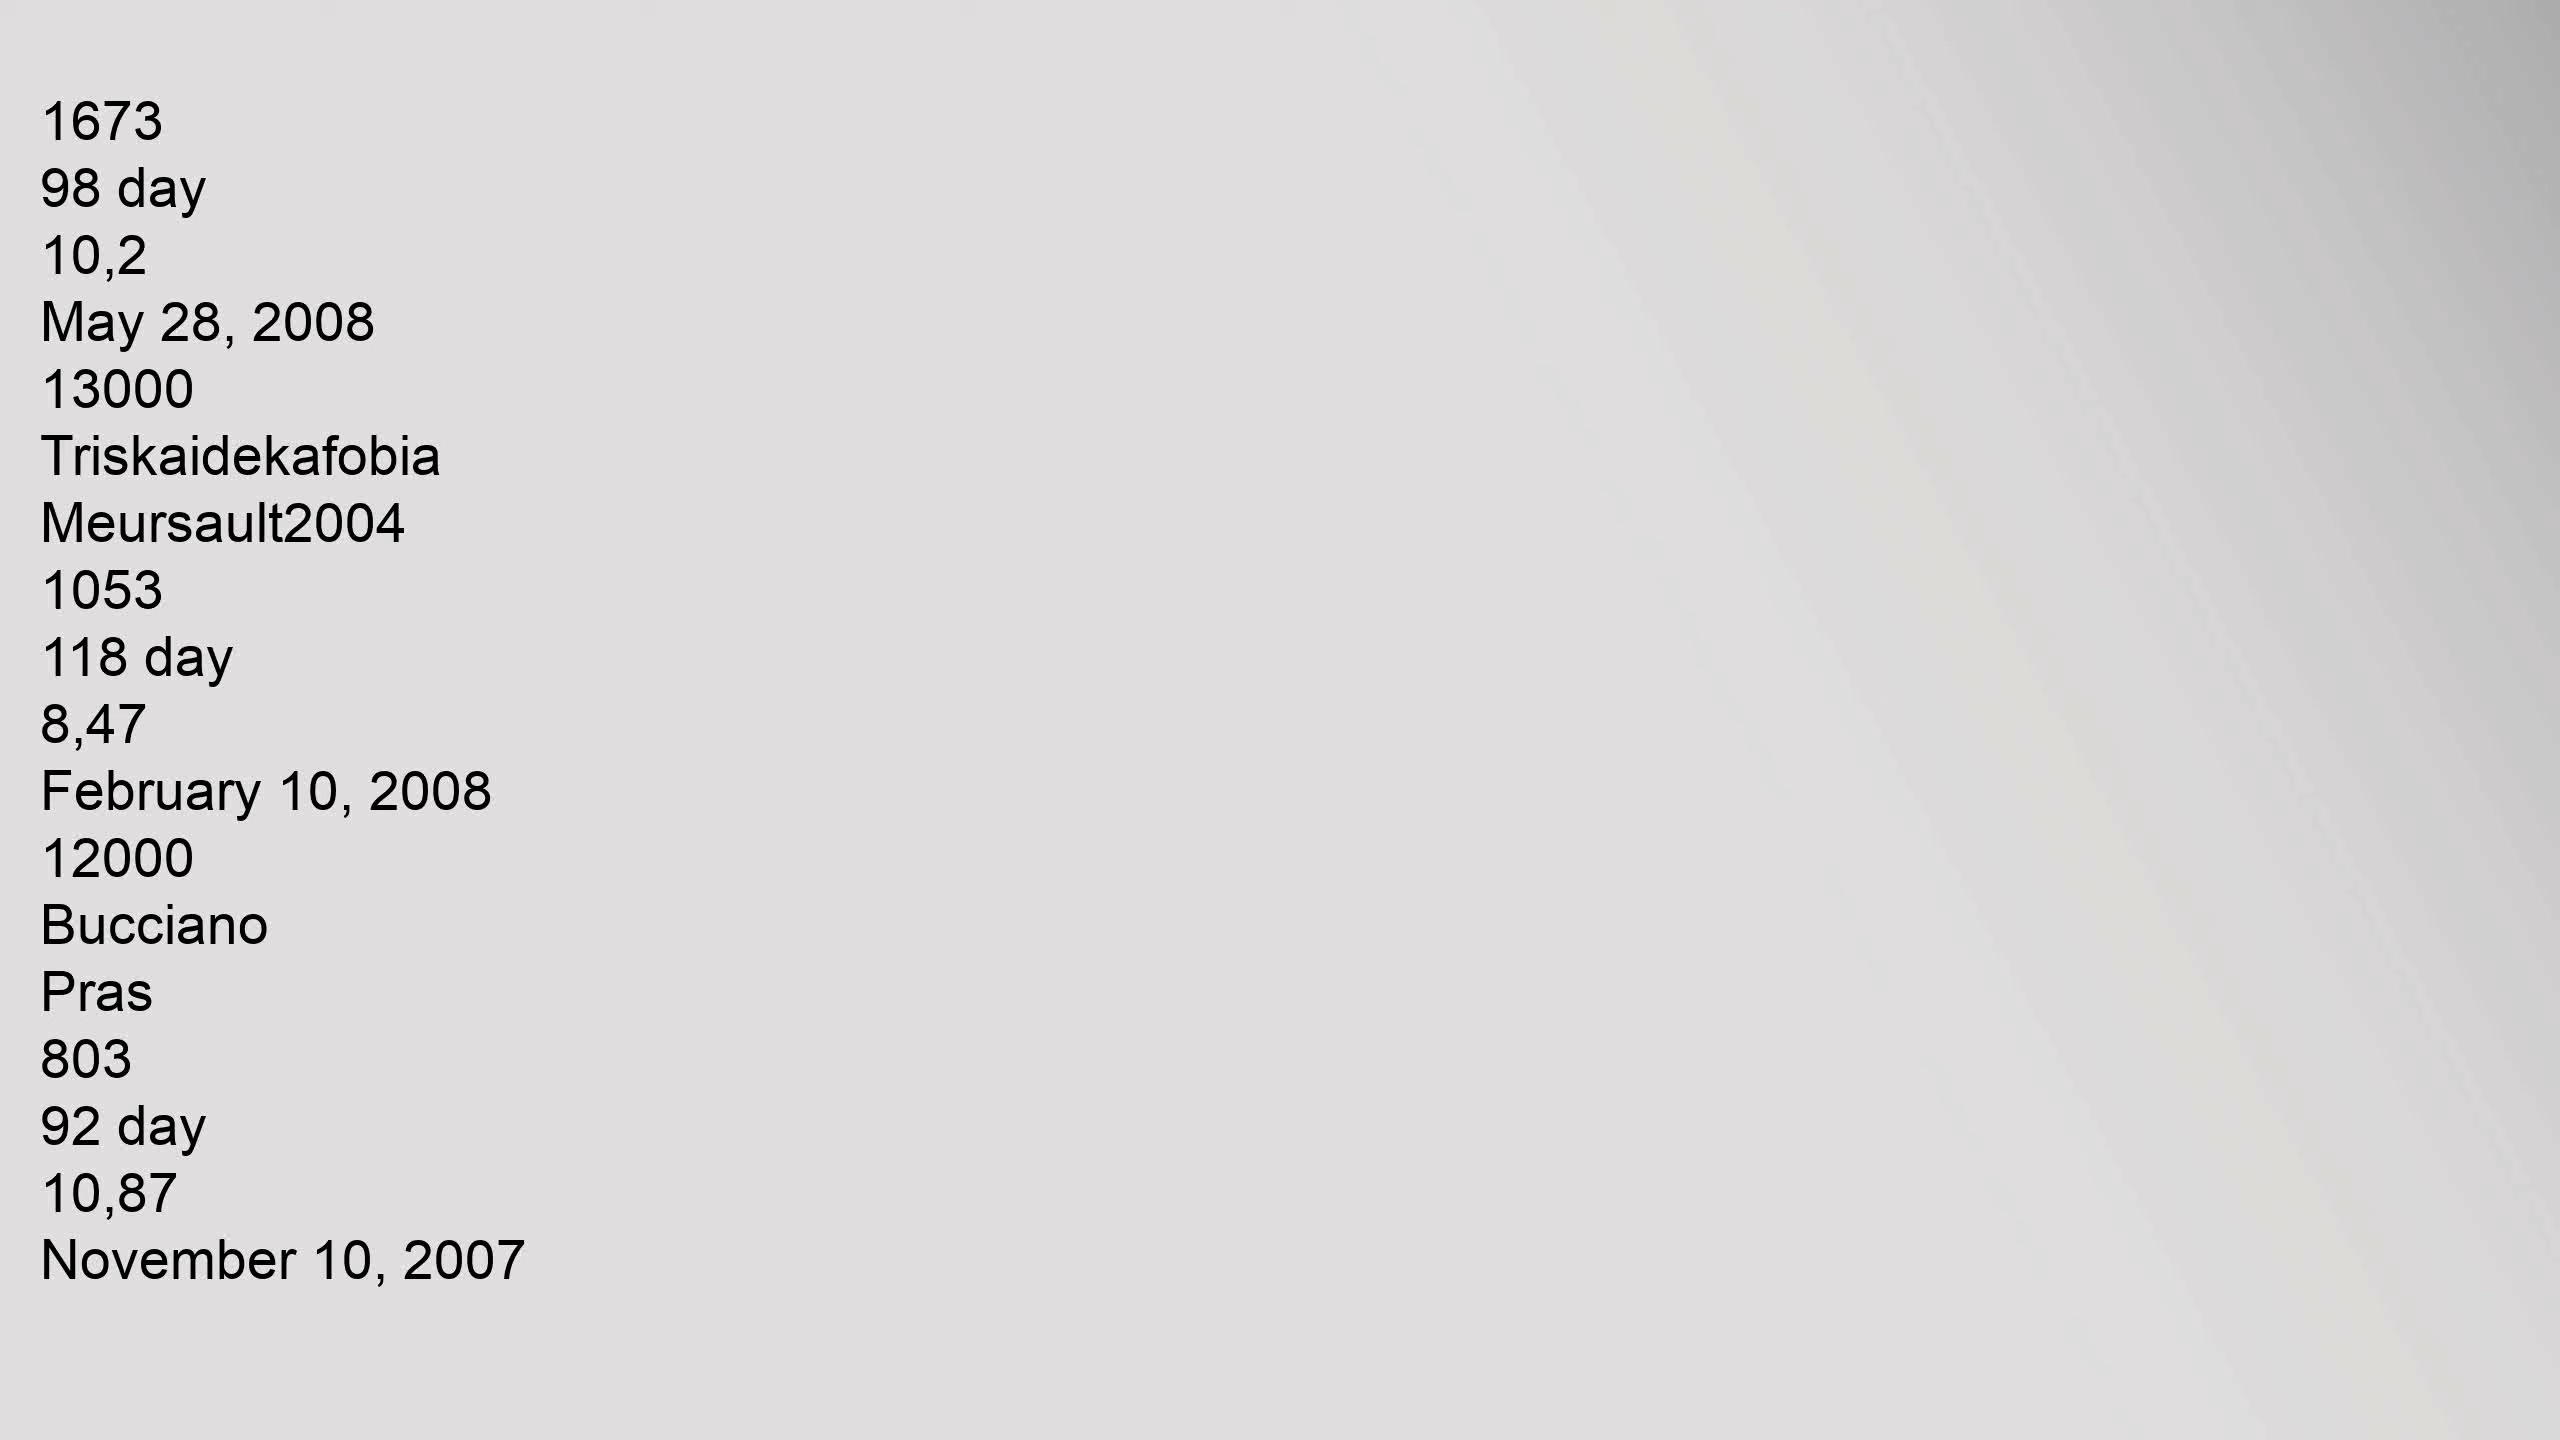 1673
98 day
10,2
May 28, 2008
13000
Triskaidekafobia
Meursault2004
1053
118 day
8,47
February 10, 2008
12000
Bucciano
Pras
803
92 day
10,87
November 10, 2007